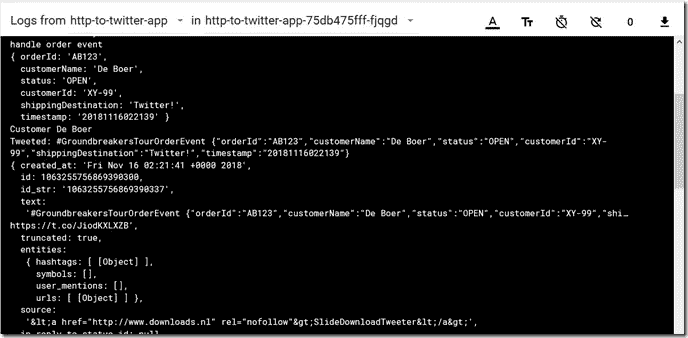 Logs from http-to-twitter-app in http-to-twitter-app-75db475fff-fjqgd 0
handle order event
{ orderId: 'AB123',
customerName: 'De Boer',
status: 'OPEN',
customerId: 'XY-99',
shippingDestination: 'Twitter!',
timestamp: '20181116022139' }
Customer De Boer
Tweeted: #GroundbreakersTourOrderEvent {"orderId":"AB123","customerName":"De Boer","status":"OPEN","customerId":"XY-
99","shippingDestination":"Twitter!","timestamp":"20181116022139"}
{ created_at: 'Fri Nov 16 02:21:41 +0000 2018',
id: 1063255756869390300,
id_str: '1063255756869390337',
text:
'#GroundbreakersTourOrderEvent {"orderId":"AB123","customerName":"De Boer","status":"OPEN","customerId":"XY-99","shi…
https://t.co/JiodKXLXZB',
truncated: true,
entities:
{ hashtags: [ [Object] ],
symbols: [],
user_mentions: [],
urls: [ [Object] ] },
source:
'&lt;a href="http://www.downloads.nl" rel="nofollow"&gt;SlideDownloadTweeter&lt;/a&gt;',
in_reply_to_status_id: null